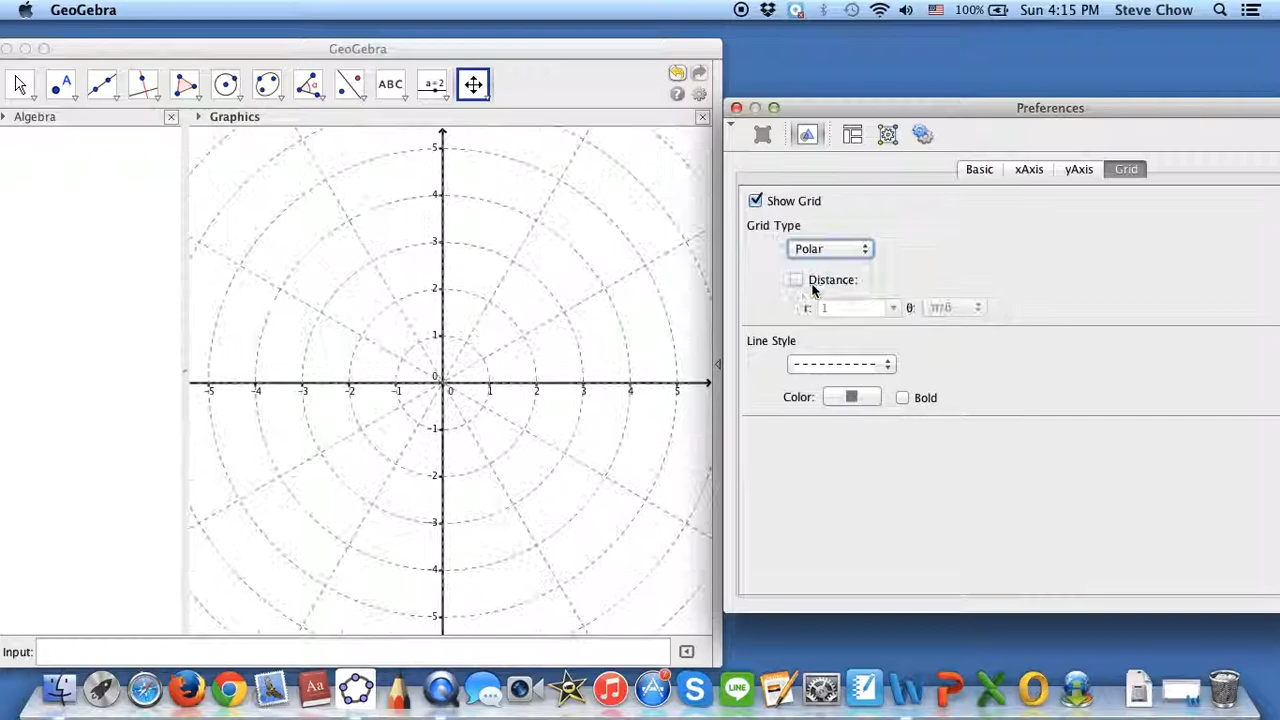 GeoGebra
100%
Sun 4:15 PM
Steve Chow
GeoGebra
A
ABC
a=2
Algebra
Graphics
Preferences
Basic
xAxis
yAxis
Grid
Show Grid
Grid Type
Polar
Distance:
r: 1
θ:
Line Style
Color:
Bold
5
4
3
2
1
0
-5 -4 -3 -2 -1 0 1 2 3 4 5
-1
-2
-3
-4
-5
Input:
Aa
S
LINE
W
P
X
O